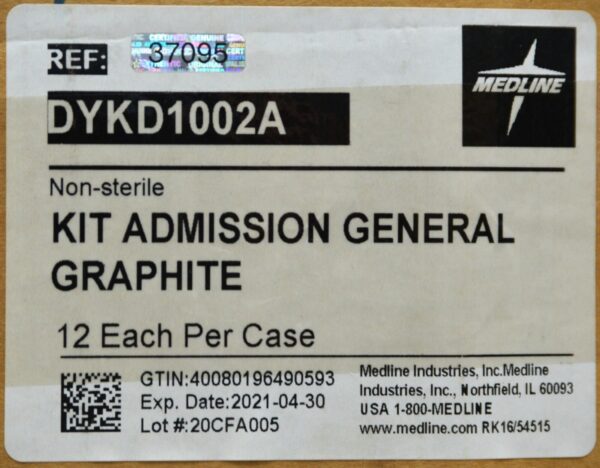 REF: 37095
MEDLINE
DYKD1002A
Non-sterile
KIT ADMISSION GENERAL
GRAPHITE
12 Each Per Case
GTIN:40080196490593
Exp. Date:2021-04-30
Lot #:20CFA005
Medline Industries, Inc.Medline
Industries, Inc., Northfield, IL 60093
USA 1-800-MEDLINE
www.medline.com RK16/54515